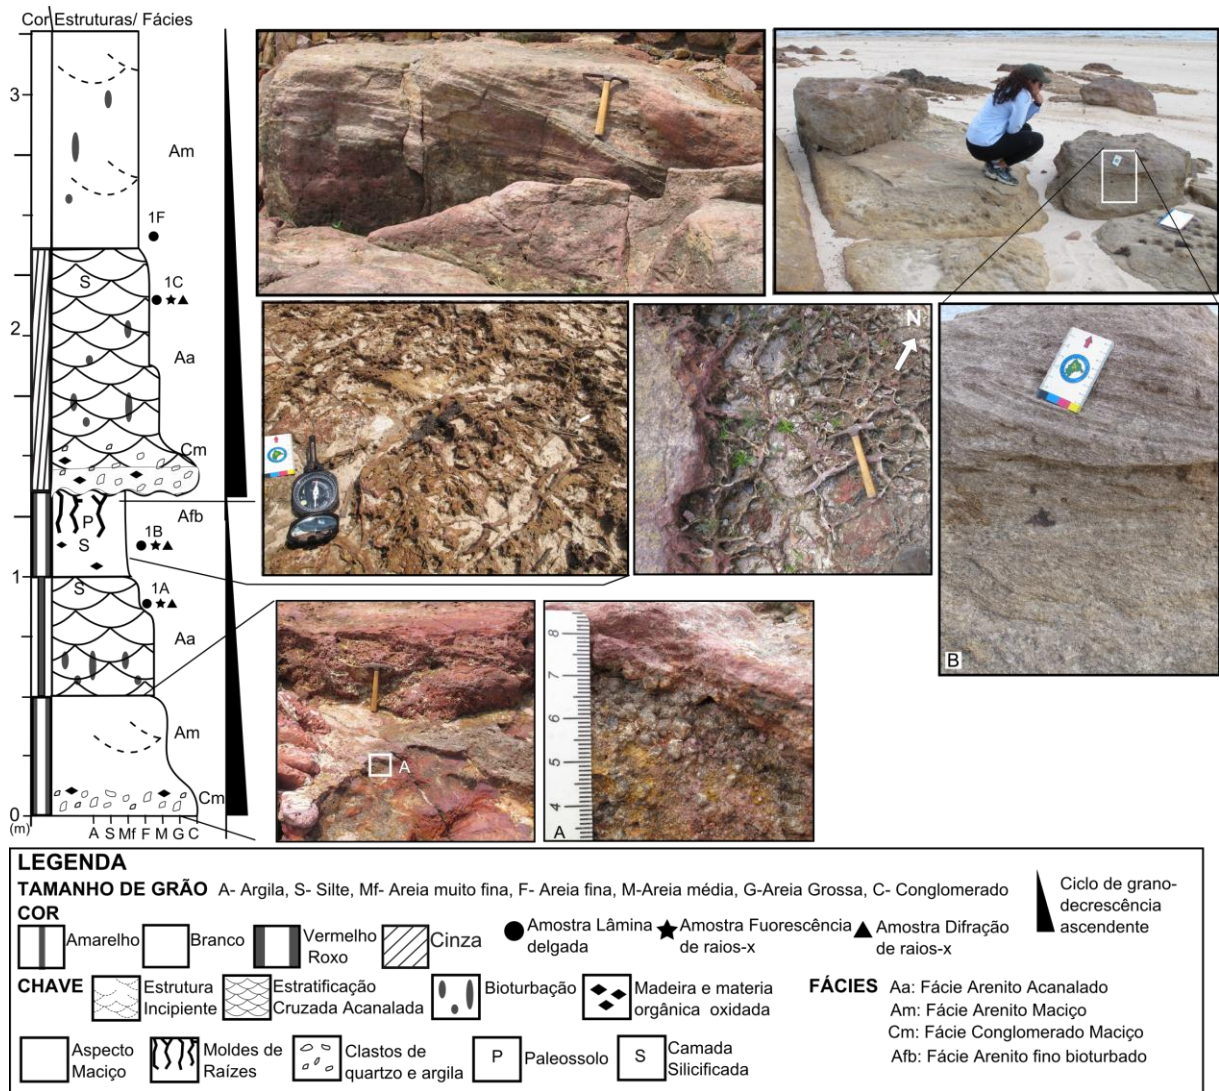 Cor Estruturas/ Fácies
3
Am
1F
S
1C
2
Aa
Cm
P
Afb
S
1B
1
S
1A
Aa
Am
Cm
0
(m)
A S Mf F M G C
N
B
A
8
7
6
5
4
A
LEGENDA
TAMANHO DE GRÃO A- Argila, S- Silte, Mf- Areia muito fina, F- Areia fina, M-Areia média, G-Areia Grossa, C- Conglomerado
COR
Amarelho
Branco
Vermelho
Roxo
Cinza
Amostra Lâmina
delgada
Amostra Fuorescência
de raios-x
Amostra Difração
de raios-x
Ciclo de grano-
decrescência
ascendente
CHAVE
Estrutura
Incipiente
Estratificação
Cruzada Acanalada
Bioturbação
Madeira e materia
orgânica oxidada
Aspecto
Maciço
Moldes de
Raízes
Clastos de
quartzo e argila
P
Paleossolo
S
Camada
Silicificada
FÁCIES Aa: Fácie Arenito Acanalado
Am: Fácie Arenito Maciço
Cm: Fácie Conglomerado Maciço
Afb: Fácie Arenito fino bioturbado